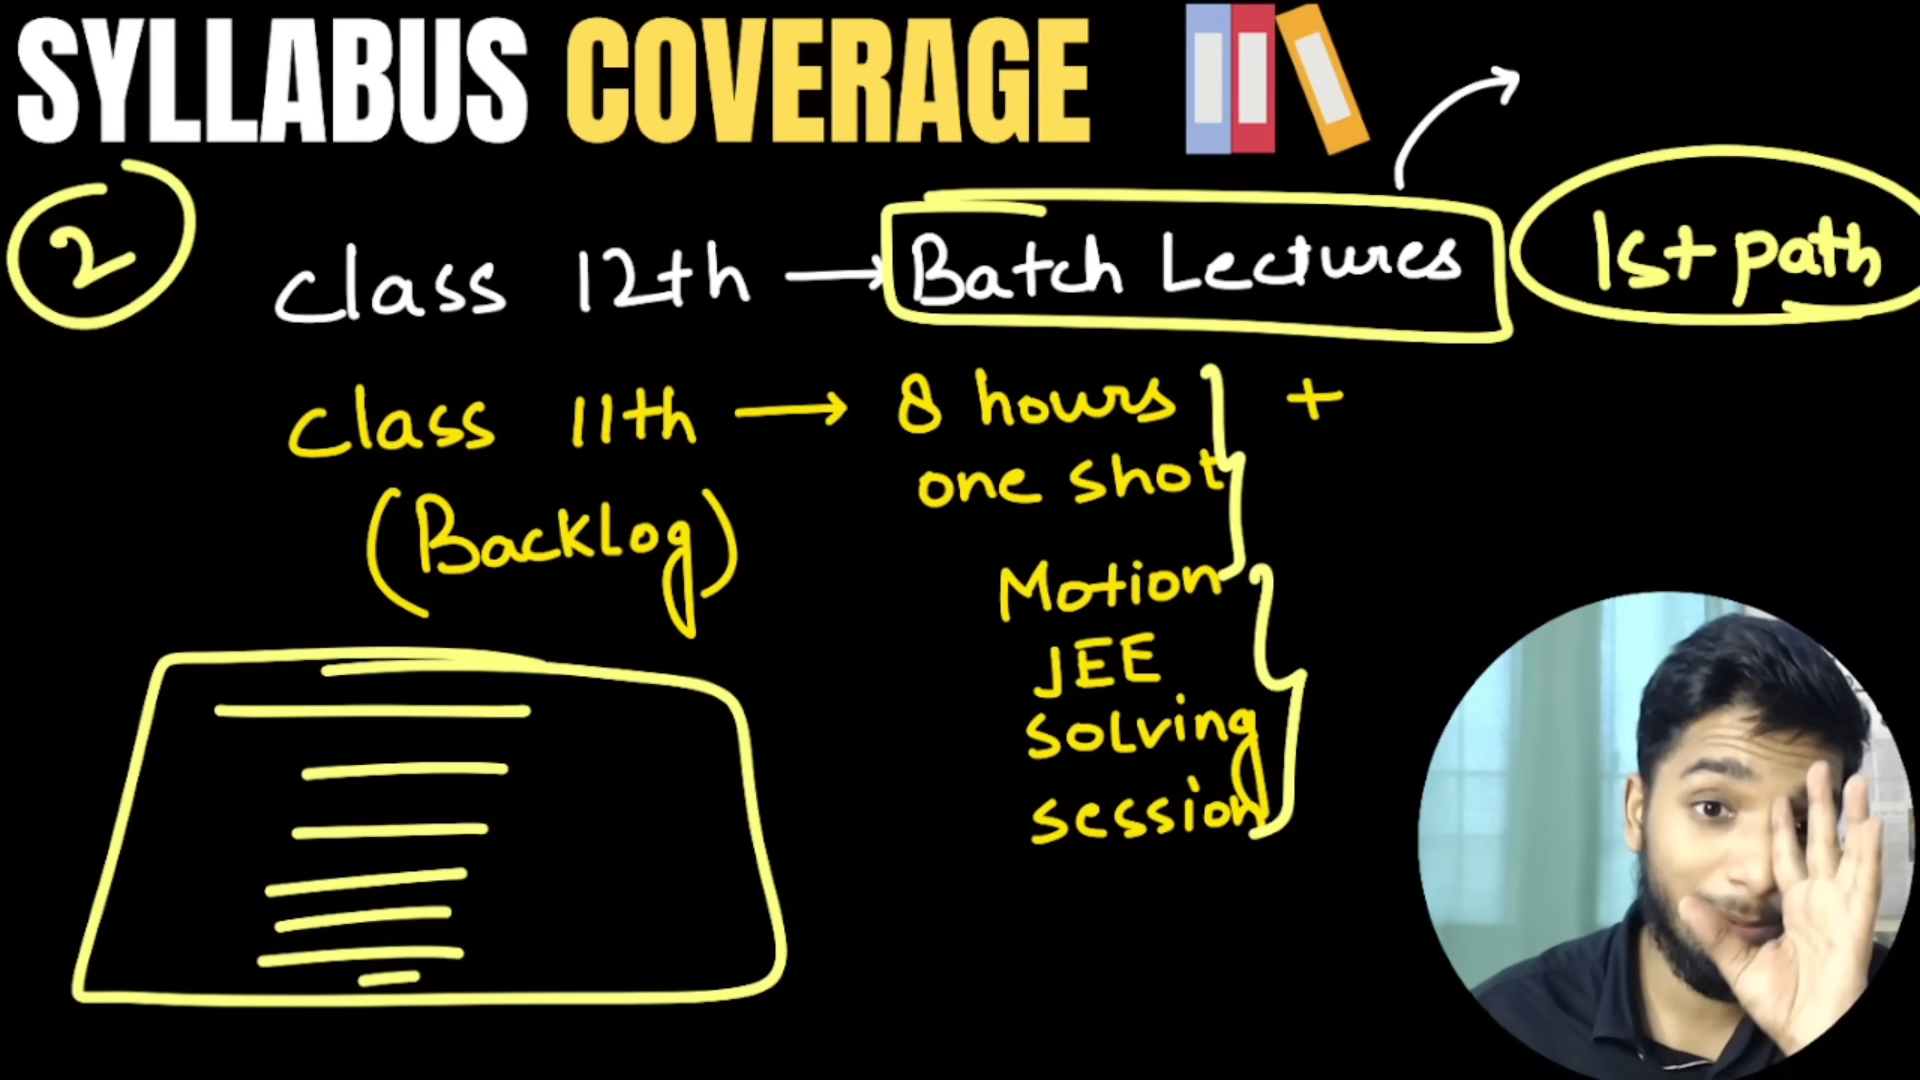 SYLLABUS COVERAGE
2
class 12th → Batch Lectures
1st path
class 11th → 8 hours +
one shot
(Backlog)
Motion
JEE
solving
session